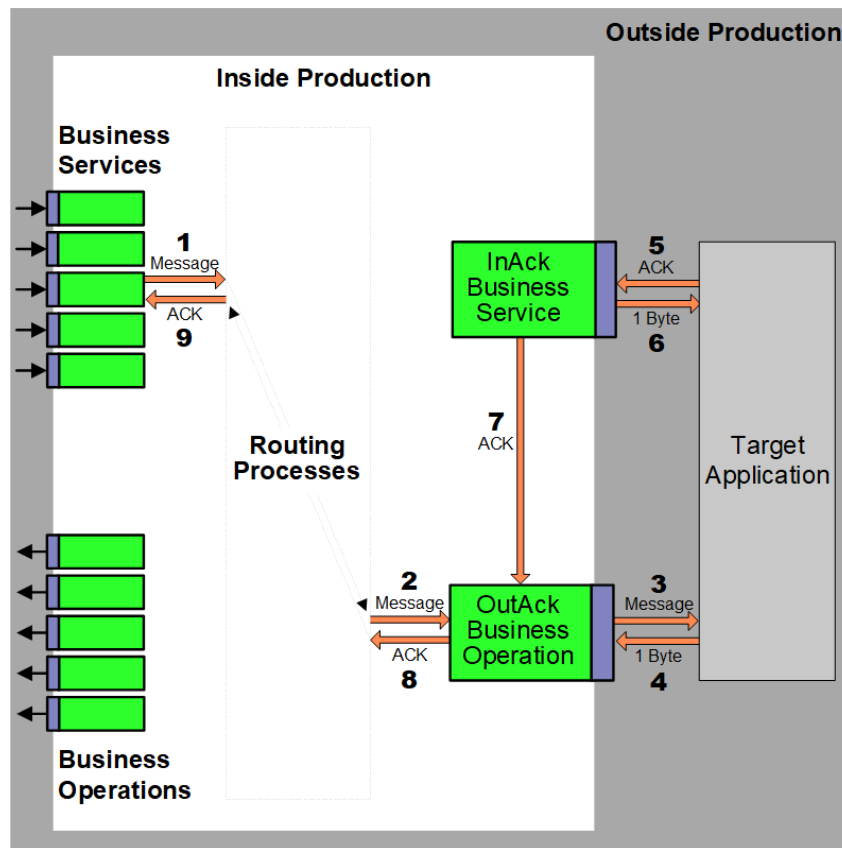 Outside Production
Inside Production
Business
Services
1
Message
ACK
9
InAck
Business
Service
5
ACK
1 Byte
6
7
ACK
Routing
Processes
Target
Application
2
Message
ACK
8
OutAck
Business
Operation
3
Message
1 Byte
4
Business
Operations